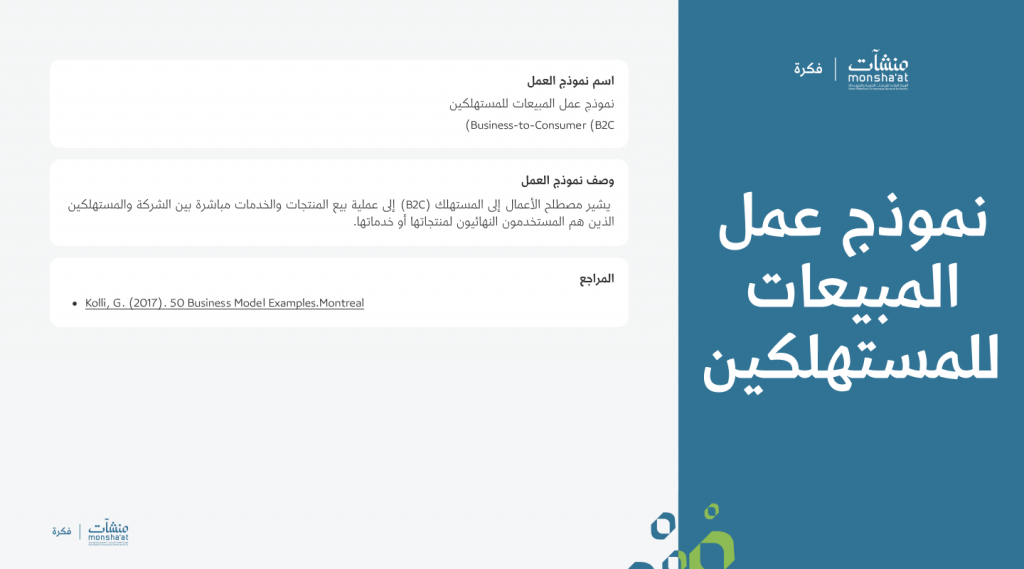 منشآت
monsha'at
فكرة
نموذج عمل
المبيعات
للمستهلكين
اسم نموذج العمل
نموذج عمل المبيعات للمستهلكين
(Business-to-Consumer (B2C
وصف نموذج العمل
يشير مصطلح الأعمال إلى المستهلك (B2C) إلى عملية بيع المنتجات والخدمات مباشرة بين الشركة والمستهلكين
الذين هم المستخدمون النهائيون لمنتجاتها أو خدماتها.
المراجع
• Kolli, G. (2017). 50 Business Model Examples.Montreal
منشآت
monsha'at
فكرة